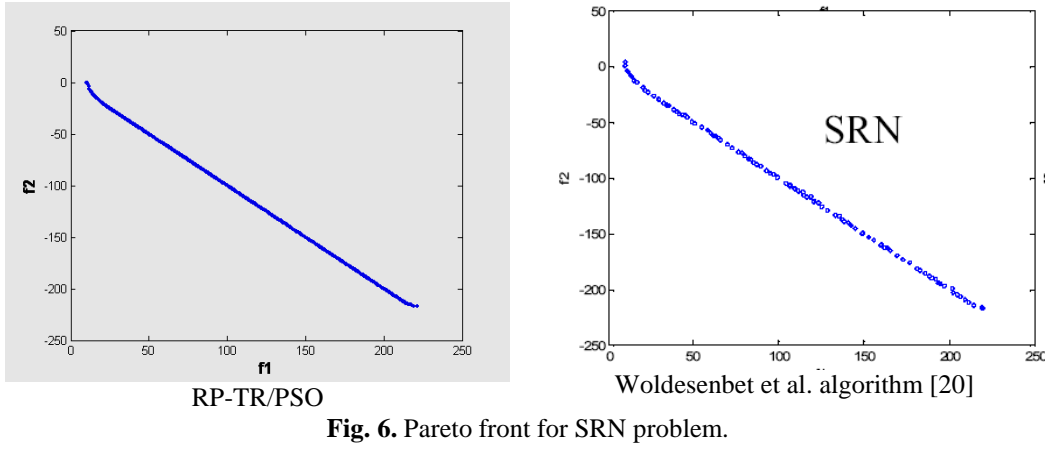 50
0
-50
-100
-150
-200
-250
f2
0 50 100 150 200 250
f1
RP-TR/PSO
50
0
-50
-100
-150
-200
-250
f2
SRN
0 50 100 150 200 250
Woldesenbet et al. algorithm [20]
Fig. 6. Pareto front for SRN problem.